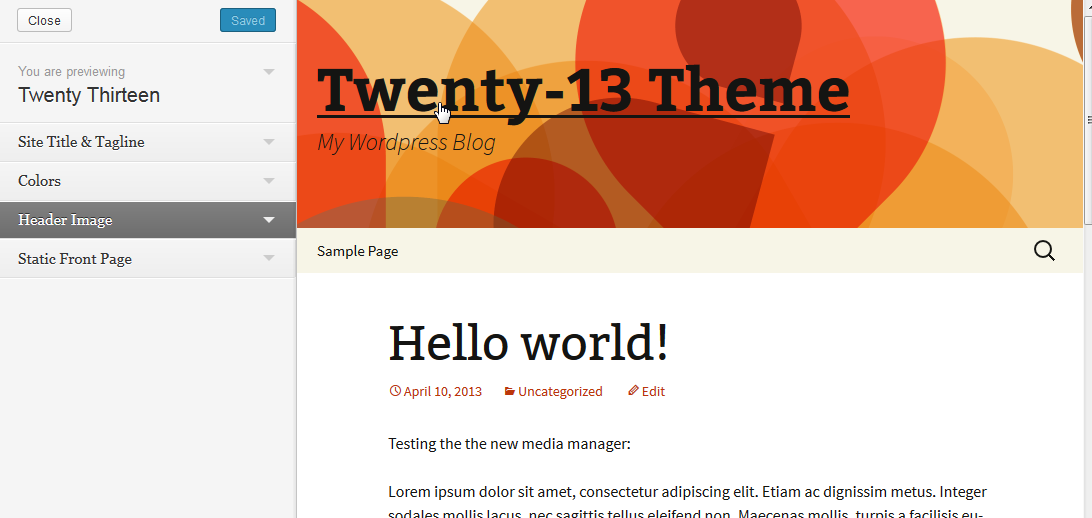 Close
Saved
You are previewing
Twenty Thirteen
Site Title & Tagline
Colors
Header Image
Static Front Page
Twenty-13 Theme
My Wordpress Blog
Sample Page
Hello world!
April 10, 2013 Uncategorized Edit
Testing the the new media manager:
Lorem ipsum dolor sit amet, consectetur adipiscing elit. Etiam ac dignissim metus. Integer
sodales mollis lacus, nec sagittis tellus eleifend non. Maecenas mollis, turpis a facilisis eu-